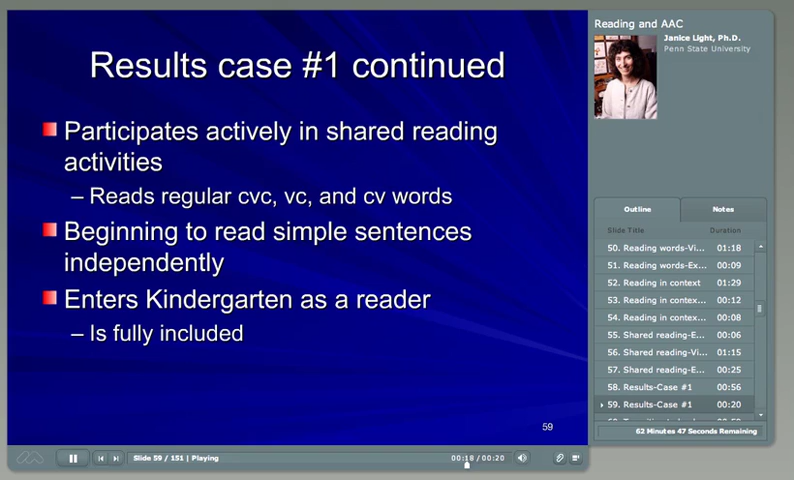 Results case #1 continued
Participates actively in shared reading
activities
– Reads regular cvc, vc, and cv words
Beginning to read simple sentences
independently
Enters Kindergarten as a reader
– Is fully included
59
Reading and AAC
Janice Light, Ph.D.
Penn State University
Outline
Notes
Slide Title Duration
50. Reading words-Vi... 01:18
51. Reading words-Ex... 00:09
52. Reading in context 01:29
53. Reading in contex... 00:12
54. Reading in contex... 00:08
55. Shared reading-E... 00:06
56. Shared reading-Vi... 01:15
57. Shared reading-E... 00:25
58. Results-Case #1 00:56
59. Results-Case #1 00:20
62 Minutes 47 Seconds Remaining
Slide 59 / 151 | Playing
00:18 / 00:20